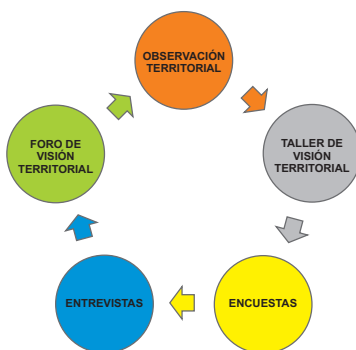 OBSERVACIÓN
TERRITORIAL
TALLER DE
VISIÓN
TERRITORIAL
ENCUESTAS
ENTREVISTAS
FORO DE
VISIÓN
TERRITORIAL